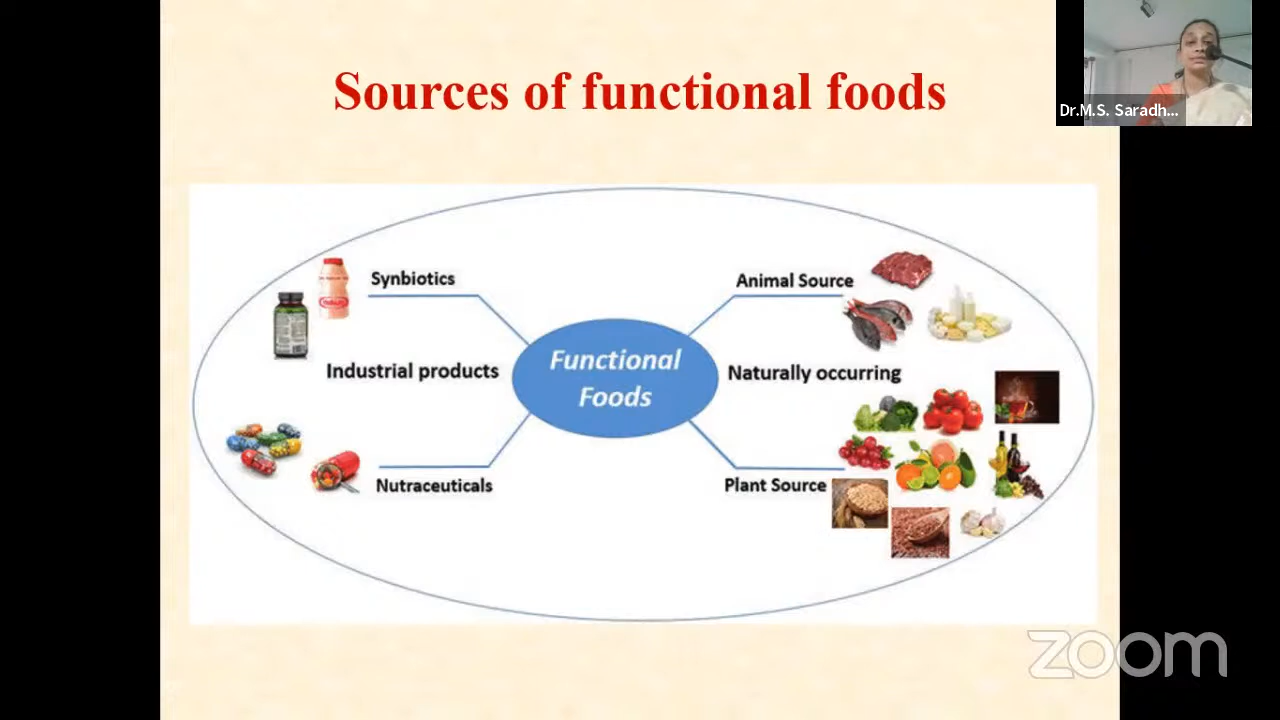 Sources of functional foods
Dr.M.S. Saradh...
Synbiotics
Animal Source
Functional
Foods
Industrial products
Naturally occurring
Nutraceuticals
Plant Source
zoom